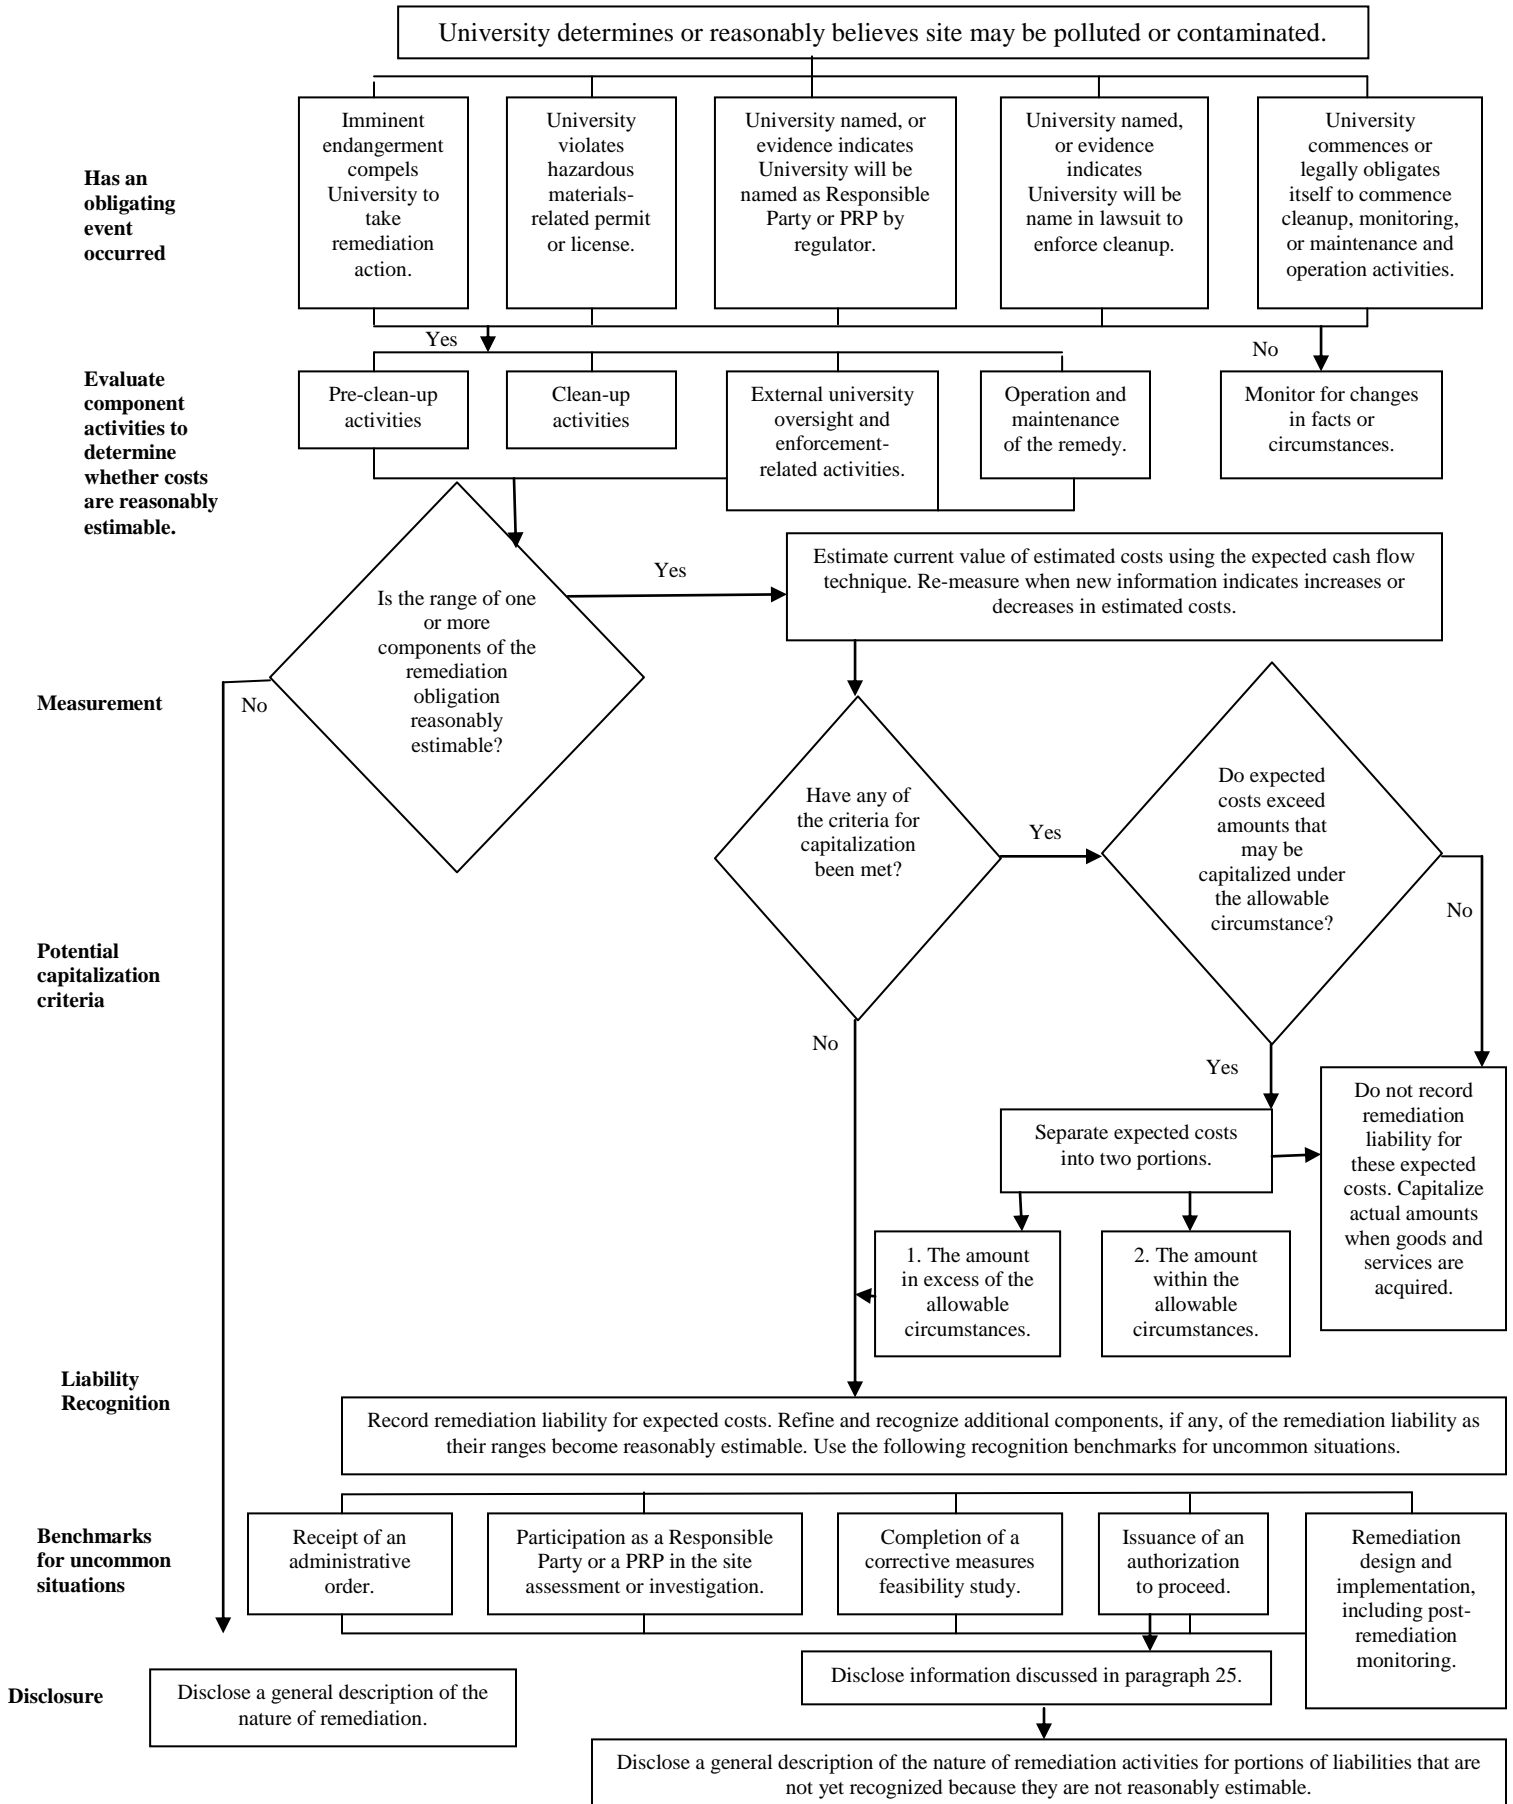 University determines or reasonably believes site may be polluted or contaminated.
Has an
obligating
event
occurred
Imminent
endangerment
compels
University to
take
remediation
action.
University
violates
hazardous
materials-
related permit
or license.
University named, or
evidence indicates
University will be
named as Responsible
Party or PRP by
regulator.
University named,
or evidence
indicates
University will be
name in lawsuit to
enforce cleanup.
University
commences or
legally obligates
itself to commence
cleanup, monitoring,
or maintenance and
operation activities.
Yes
No
Evaluate
component
activities to
determine
whether costs
are reasonably
estimable.
Pre-clean-up
activities
Clean-up
activities
External university
oversight and
enforcement-
related activities.
Operation and
maintenance
of the remedy.
Monitor for changes
in facts or
circumstances.
Measurement
Is the range of one
or more
components of the
remediation
obligation
reasonably
estimable?
Yes
No
Estimate current value of estimated costs using the expected cash flow
technique. Re-measure when new information indicates increases or
decreases in estimated costs.
Potential
capitalization
criteria
Have any of
the criteria for
capitalization
been met?
Yes
No
Do expected
costs exceed
amounts that
may be
capitalized under
the allowable
circumstance?
No
Yes
Separate expected costs
into two portions.
Do not record
remediation
liability for
these expected
costs. Capitalize
actual amounts
when goods and
services are
acquired.
1. The amount
in excess of the
allowable
circumstances.
2. The amount
within the
allowable
circumstances.
Liability
Recognition
Record remediation liability for expected costs. Refine and recognize additional components, if any, of the remediation liability as
their ranges become reasonably estimable. Use the following recognition benchmarks for uncommon situations.
Benchmarks
for uncommon
situations
Receipt of an
administrative
order.
Participation as a Responsible
Party or a PRP in the site
assessment or investigation.
Completion of a
corrective measures
feasibility study.
Issuance of an
authorization
to proceed.
Remediation
design and
implementation,
including post-
remediation
monitoring.
Disclosure
Disclose a general description of the
nature of remediation.
Disclose information discussed in paragraph 25.
Disclose a general description of the nature of remediation activities for portions of liabilities that are
not yet recognized because they are not reasonably estimable.